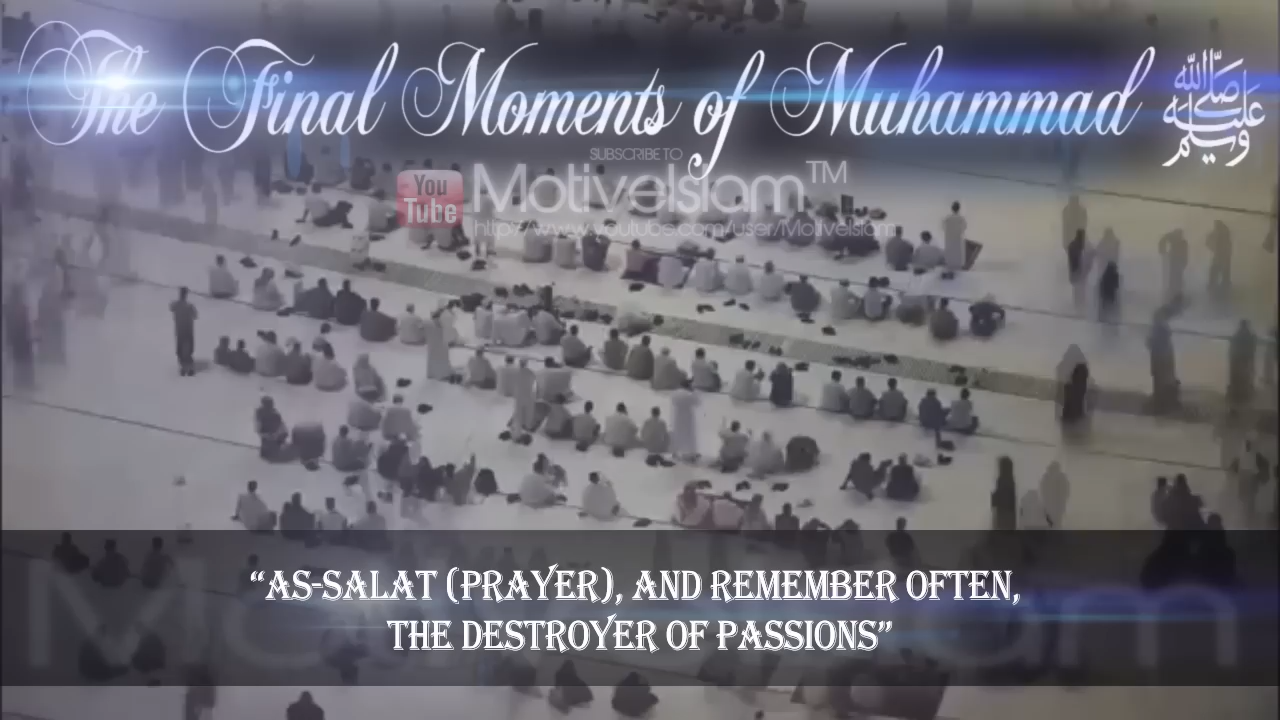 The Final Moments of Muhammad
صلى الله عليه وسلم
SUBSCRIBE TO
You Tube
MotiveIslam™
http://www.youtube.com/user/MotiveIslam
“AS-SALAT (PRAYER), AND REMEMBER OFTEN,
THE DESTROYER OF PASSIONS”
MotiveIslam